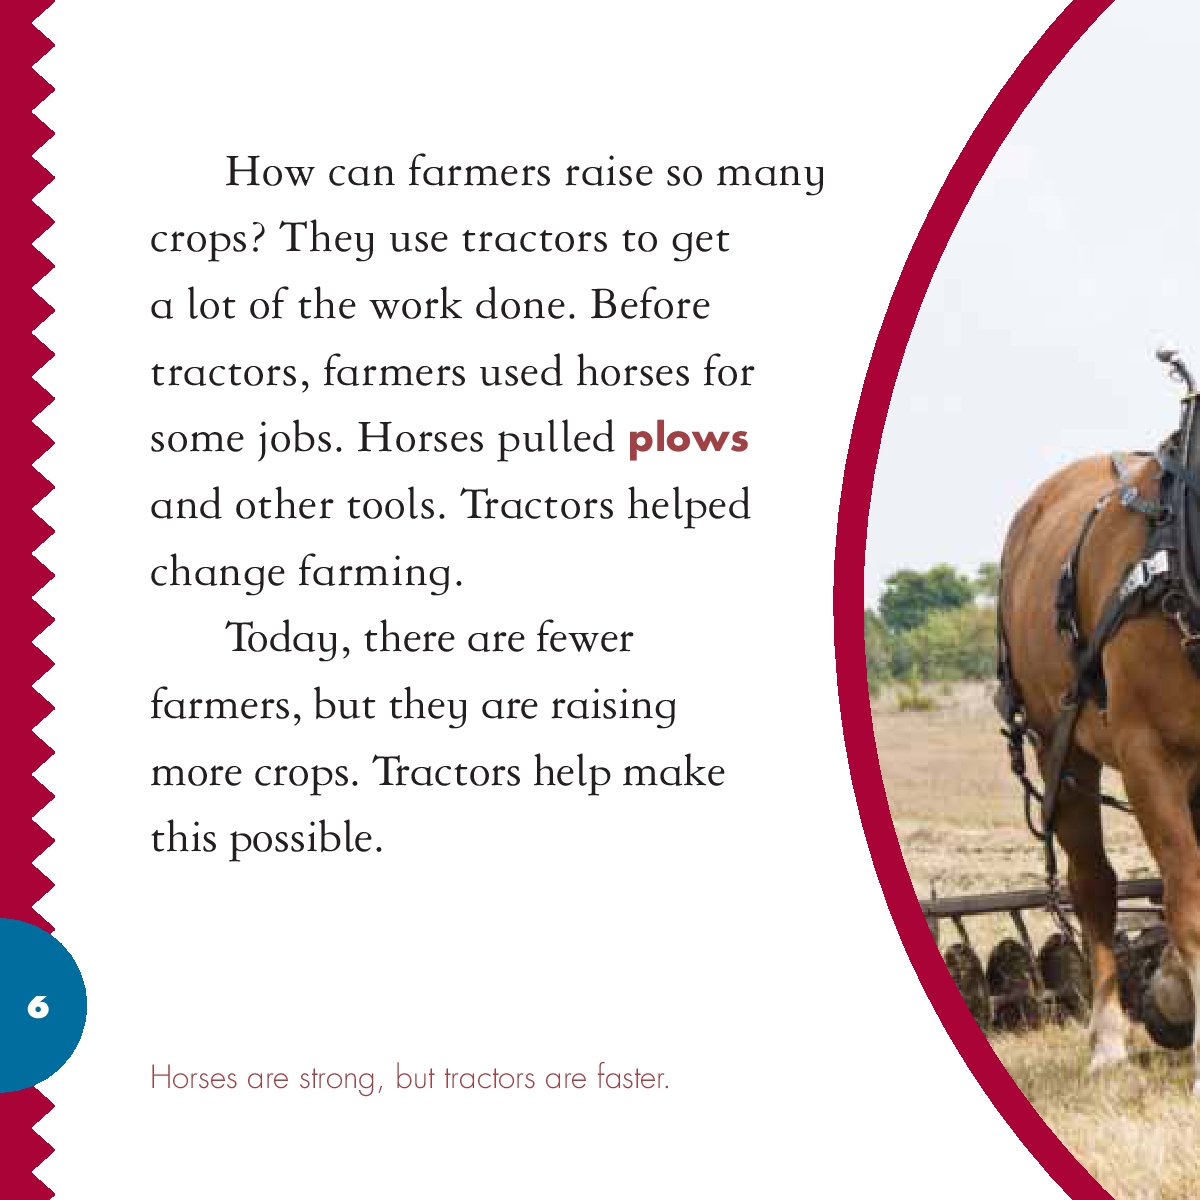 How can farmers raise so many
crops? They use tractors to get
a lot of the work done. Before
tractors, farmers used horses for
some jobs. Horses pulled plows
and other tools. Tractors helped
change farming.
Today, there are fewer
farmers, but they are raising
more crops. Tractors help make
this possible.
6
Horses are strong, but tractors are faster.